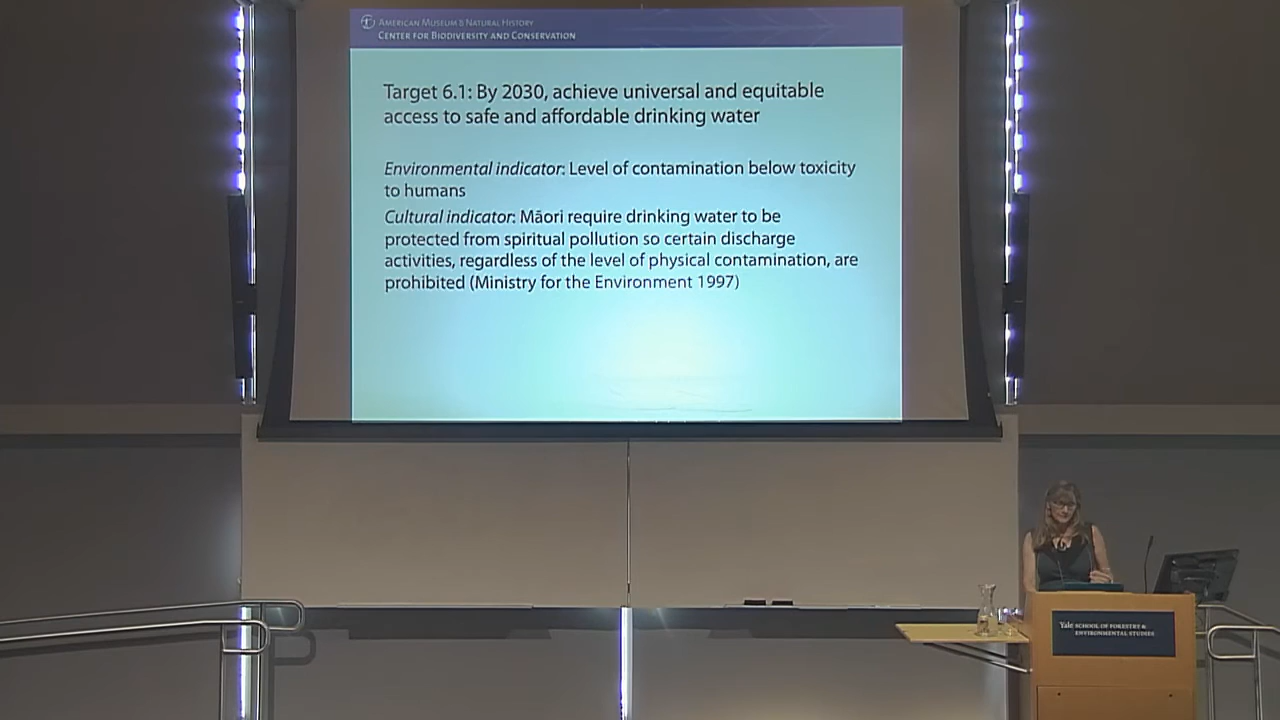 AMERICAN MUSEUM & NATURAL HISTORY
CENTER FOR BIODIVERSITY AND CONSERVATION
Target 6.1: By 2030, achieve universal and equitable
access to safe and affordable drinking water
Environmental indicator: Level of contamination below toxicity
to humans
Cultural indicator: Māori require drinking water to be
protected from spiritual pollution so certain discharge
activities, regardless of the level of physical contamination, are
prohibited (Ministry for the Environment 1997)
Yale SCHOOL OF FORESTRY &
ENVIRONMENTAL STUDIES